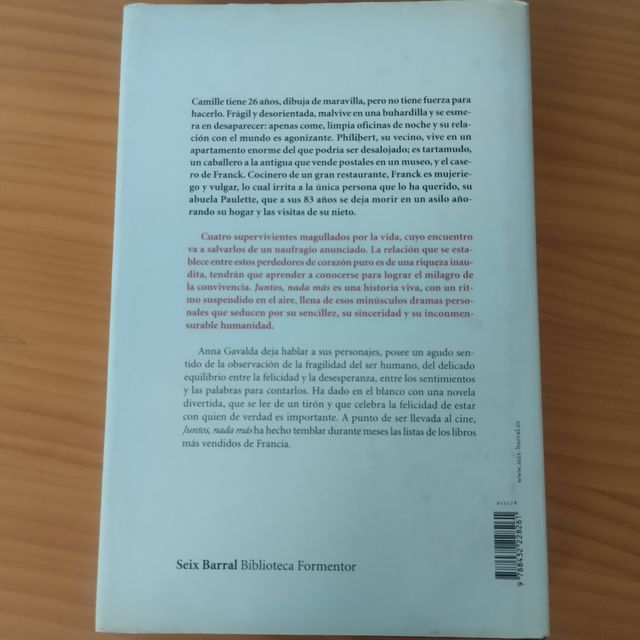 Camille tiene 26 años, dibuja de maravilla, pero no tiene fuerza para
hacerlo. Frágil y desorientada, malvive en una buhardilla y se esme-
ra en desaparecer: apenas come, limpia oficinas de noche y su rela-
ción con el mundo es agonizante. Philibert, su vecino, vive en un
apartamento enorme del que podría ser desalojado; es tartamudo,
un caballero a la antigua que vende postales en un museo, y el case-
ro de Franck. Cocinero de un gran restaurante, Franck es mujerie-
go y vulgar, lo cual irrita a la única persona que lo ha querido, su
abuela Paulette, que a sus 83 años se deja morir en un asilo año-
rando su hogar y las visitas de su nieto.
Cuatro supervivientes magullados por la vida, cuyo encuentro
va a salvarlos de un naufragio anunciado. La relación que se esta-
blece entre estos perdedores de corazón puro es de una riqueza inau-
dita, tendrán que aprender a conocerse para lograr el milagro de
la convivencia. Juntos, nada más es una historia viva, con un rit-
mo suspendido en el aire, llena de esos minúsculos dramas perso-
nales que seducen por su sencillez, su sinceridad y su inconmen-
surable humanidad.
Anna Gavalda deja hablar a sus personajes, posee un agudo sen-
tido de la observación de la fragilidad del ser humano, del delicado
equilibrio entre la felicidad y la desesperanza, entre los sentimientos
y las palabras para contarlos. Ha dado en el blanco con una novela
divertida, que se lee de un tirón y que celebra la felicidad de estar
con quien de verdad es importante. A punto de ser llevada al cine,
Juntos, nada más ha hecho temblar durante meses las listas de los libros
más vendidos de Francia.
www.seix-barral.es
9 788432 228261
Seix Barral Biblioteca Formentor